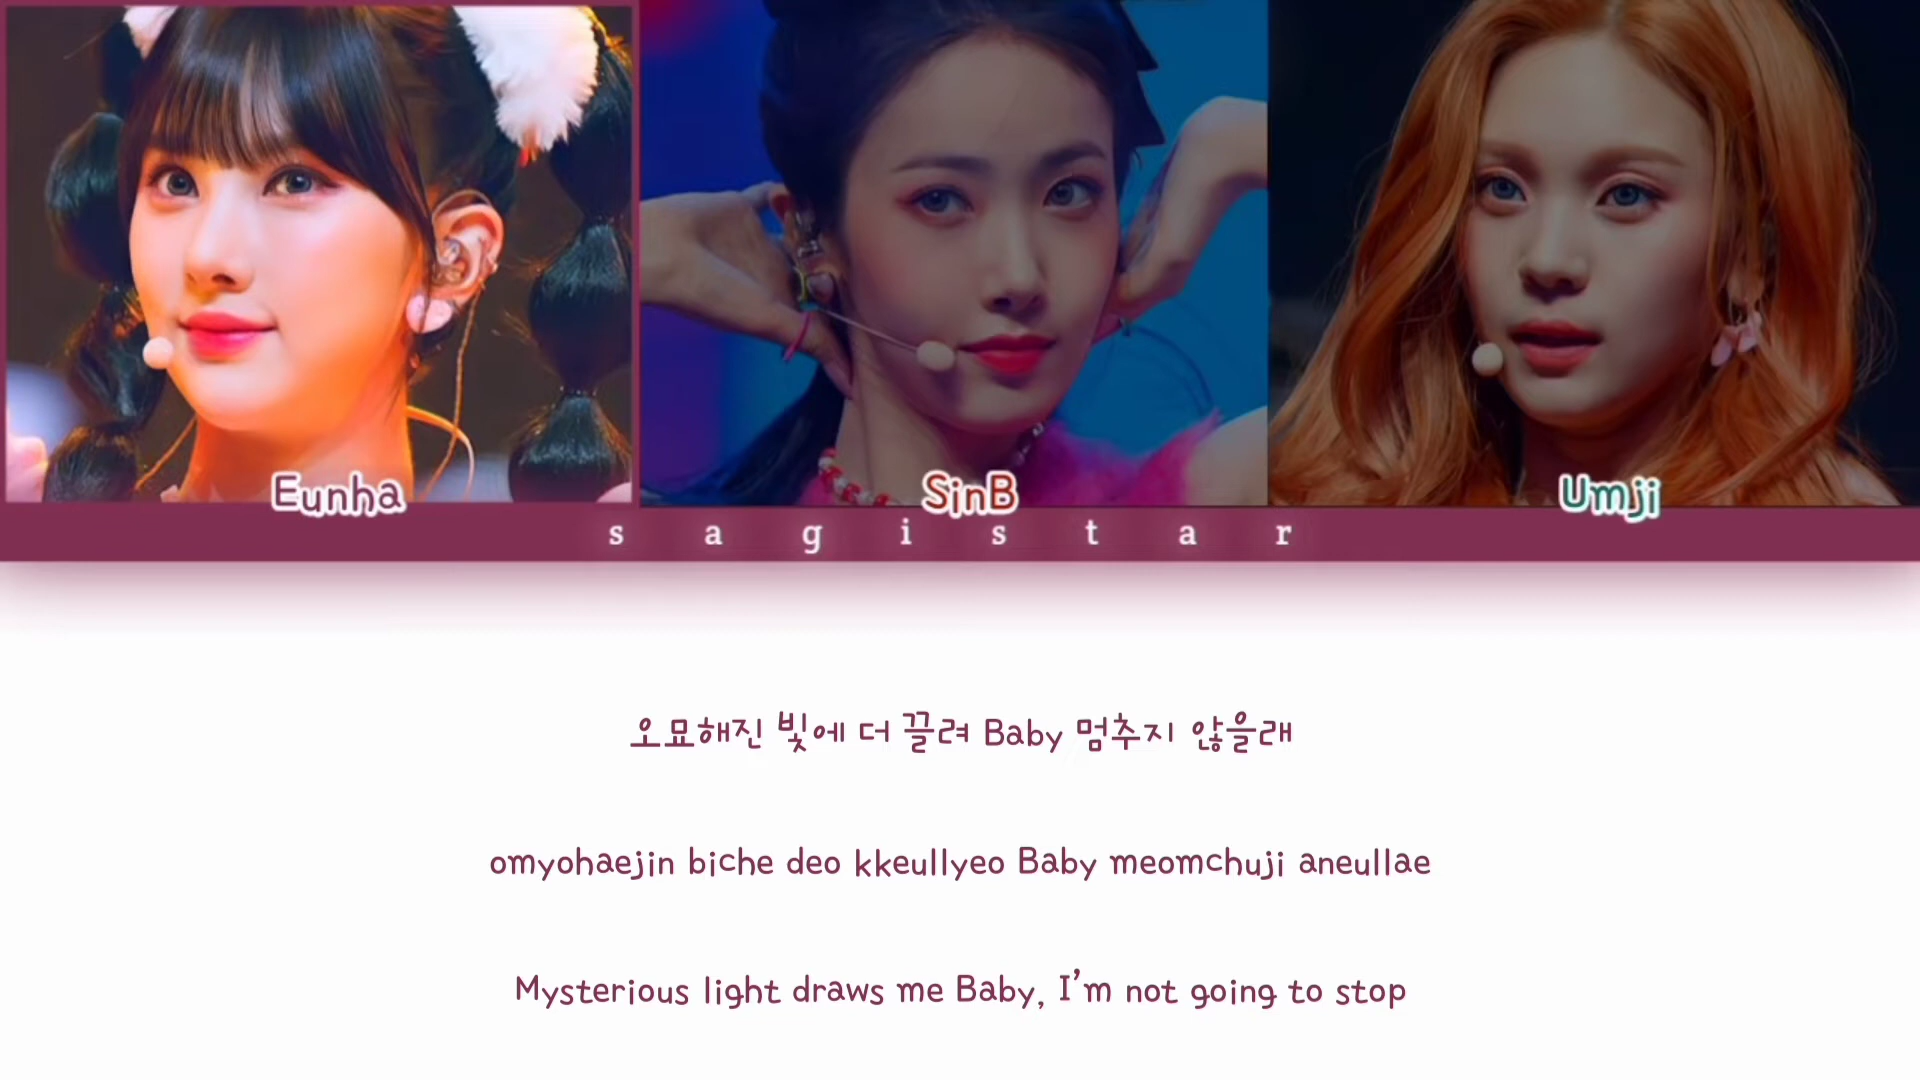 Eunha SinB Umji
sagistar
오묘해진 빛에 더 끌려 Baby 멈추지 않을래
omyohaejin biche deo kkeullyeo Baby meomchuji aneullae
Mysterious light draws me Baby, I'm not going to stop